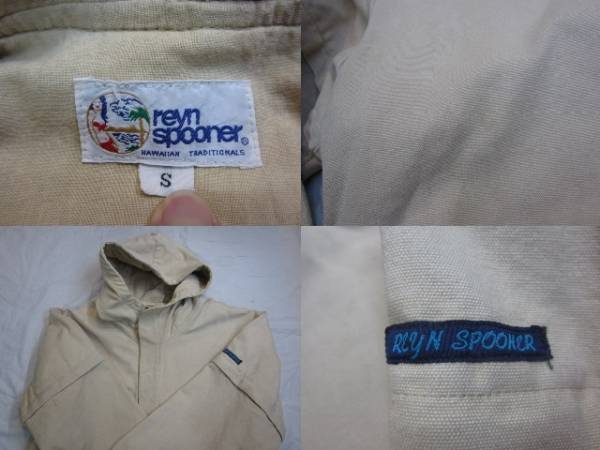 reyn
spooner®
HAWAIIAN TRADITIONALS
S
REYN SPOONER